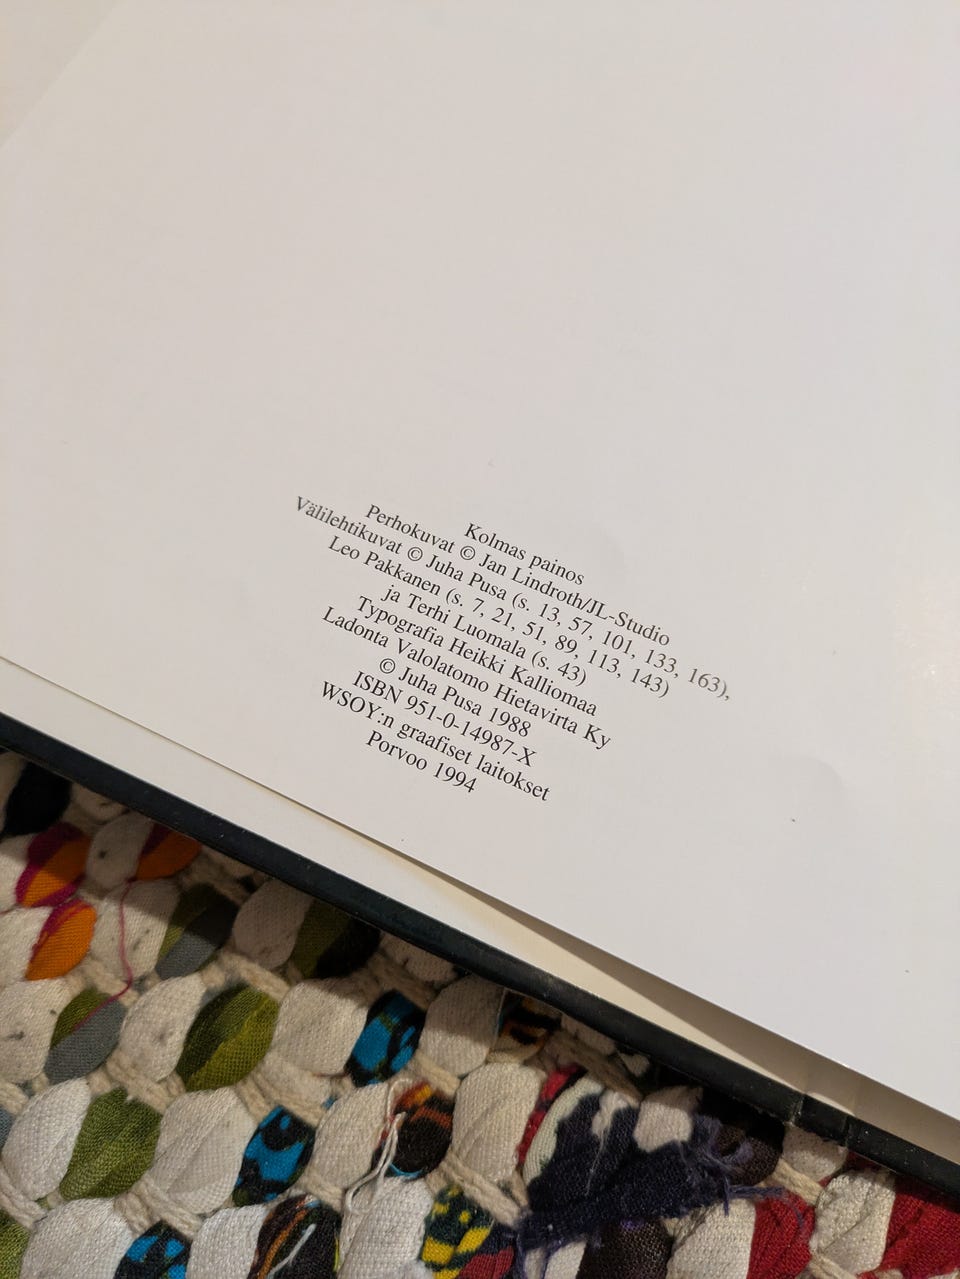 Kolmas painos
Perhokuvat © Jan Lindroth/JL-Studio
Välilehtikuvat © Juha Pusa (s. 13, 57, 101, 133, 163),
Leo Pakkanen (s. 7, 21, 51, 89, 113, 143)
ja Terhi Luomala (s. 43)
Typografia Heikki Kalliomaa
Ladonta Valolatomo Hietavirta Ky
© Juha Pusa 1988
ISBN 951-0-14987-X
WSOY:n graafiset laitokset
Porvoo 1994